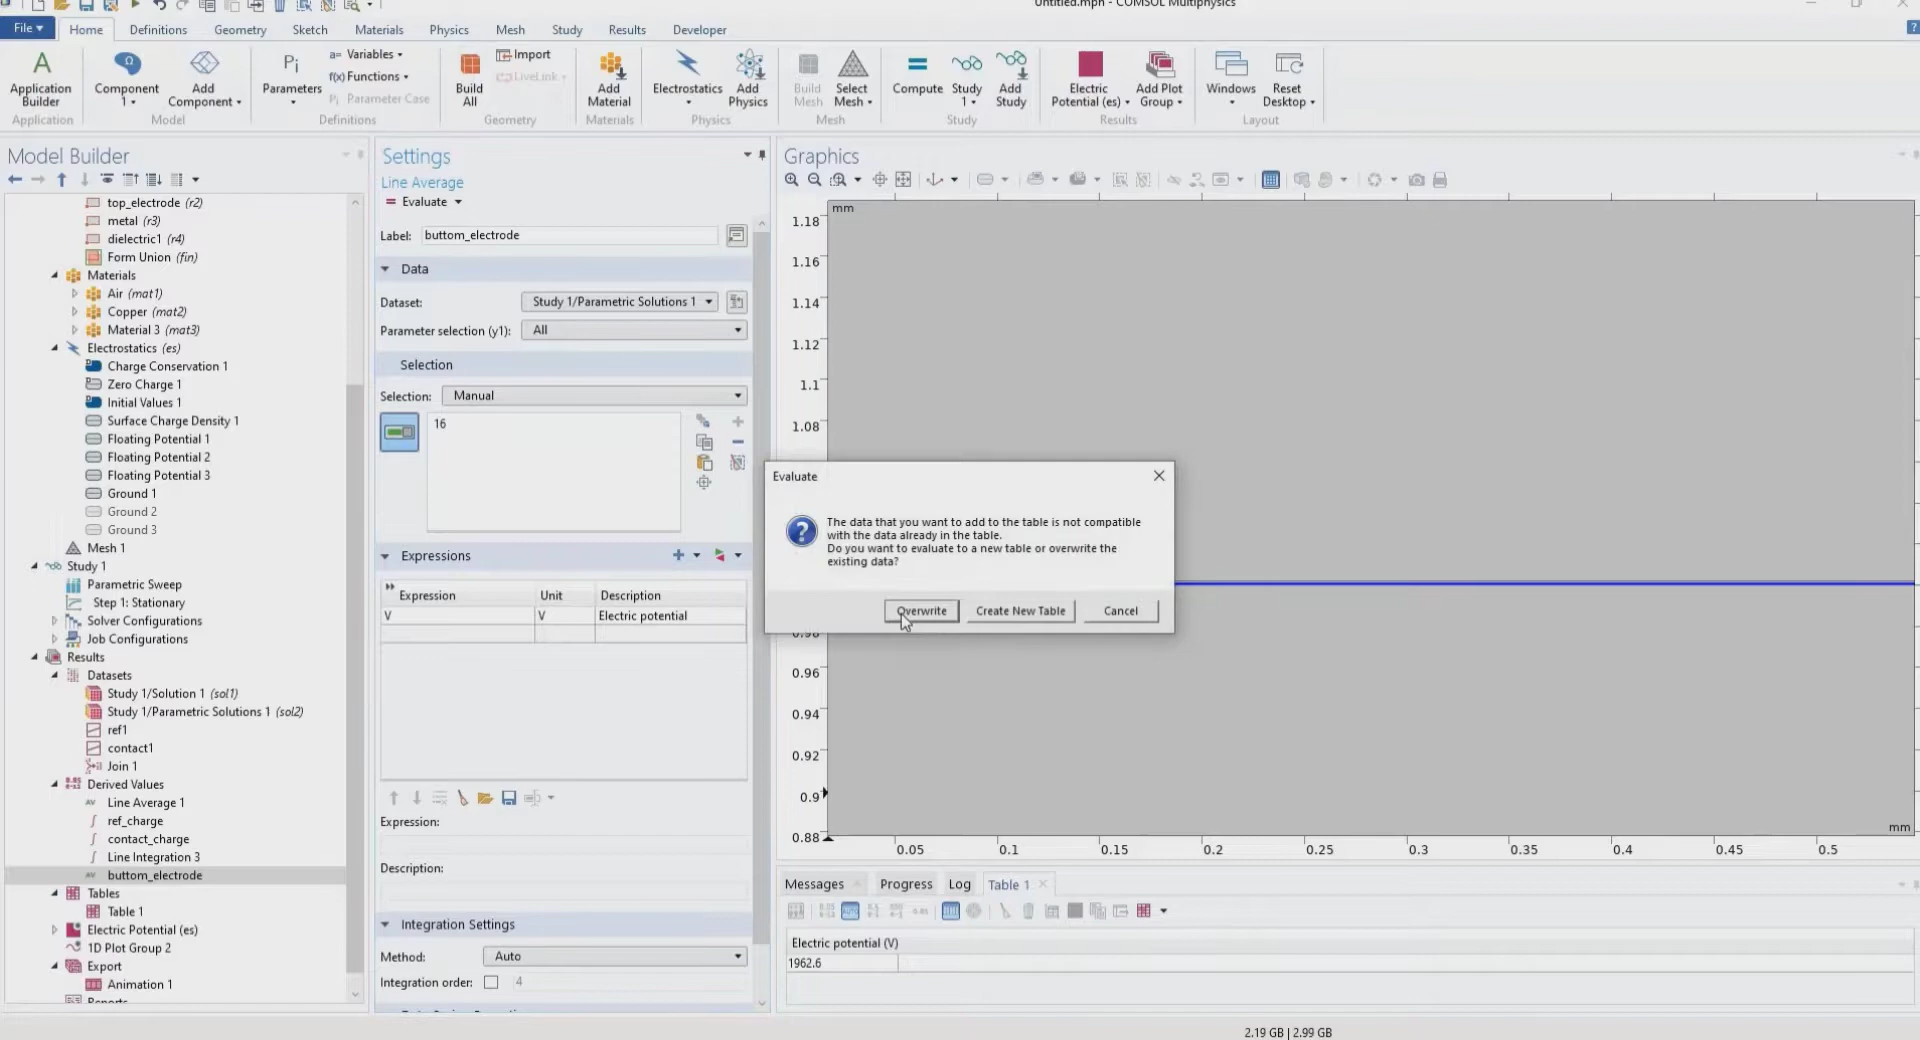 Untitled.mph - COMSOL Multiphysics
File Home Definitions Geometry Sketch Materials Physics Mesh Study Results Developer
Application Builder
Component 1
Add Component
Pi Parameters
a= Variables
f(x) Functions
Parameter Case
Build All
Import
LiveLink
Add Material
Electrostatics
Add Physics
Build Mesh
Select Mesh
Compute
Study 1
Add Study
Electric Potential (es)
Add Plot Group
Windows
Reset Desktop
Application Model Definitions Geometry Materials Physics Mesh Study Results Layout
Model Builder
top_electrode (r2)
metal (r3)
dielectric1 (r4)
Form Union (fin)
Materials
Air (mat1)
Copper (mat2)
Material 3 (mat3)
Electrostatics (es)
Charge Conservation 1
Zero Charge 1
Initial Values 1
Surface Charge Density 1
Floating Potential 1
Floating Potential 2
Floating Potential 3
Ground 1
Ground 2
Ground 3
Mesh 1
Study 1
Parametric Sweep
Step 1: Stationary
Solver Configurations
Job Configurations
Results
Datasets
Study 1/Solution 1 (sol1)
Study 1/Parametric Solutions 1 (sol2)
ref1
contact1
Join 1
Derived Values
Line Average 1
ref_charge
contact_charge
Line Integration 3
buttom_electrode
Tables
Table 1
Electric Potential (es)
1D Plot Group 2
Export
Animation 1
Reports
Settings
Line Average
= Evaluate
Label: buttom_electrode
Data
Dataset: Study 1/Parametric Solutions 1
Parameter selection (y1): All
Selection
Selection: Manual
16
Expressions
Expression Unit Description
V V Electric potential
Expression:
Description:
Integration Settings
Method: Auto
Integration order: 4
Graphics
mm
1.18
1.16
1.14
1.12
1.1
1.08
0.96
0.94
0.92
0.9
0.88
mm
0.05 0.1 0.15 0.2 0.25 0.3 0.35 0.4 0.45 0.5
Evaluate
The data that you want to add to the table is not compatible
with the data already in the table.
Do you want to evaluate to a new table or overwrite the
existing data?
Overwrite Create New Table Cancel
Messages Progress Log Table 1
Electric potential (V)
1962.6
2.19 GB | 2.99 GB